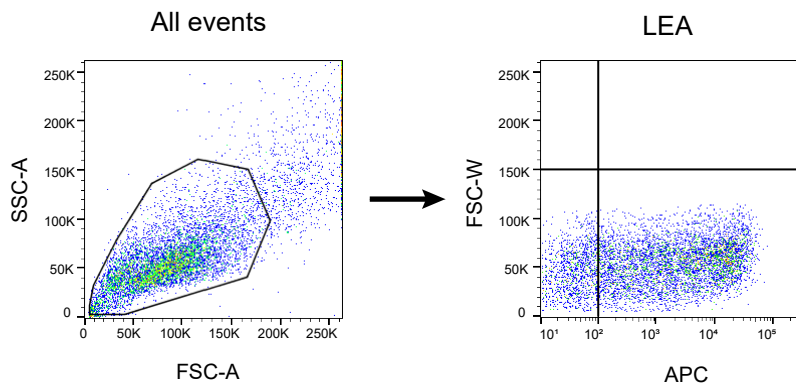 All events
LEA
250K
200K
150K
100K
50K
0
SSC-A
0
50K
100K
150K
200K
250K
FSC-A
250K
200K
150K
100K
50K
0
FSC-W
10¹
10²
10³
10⁴
10⁵
APC